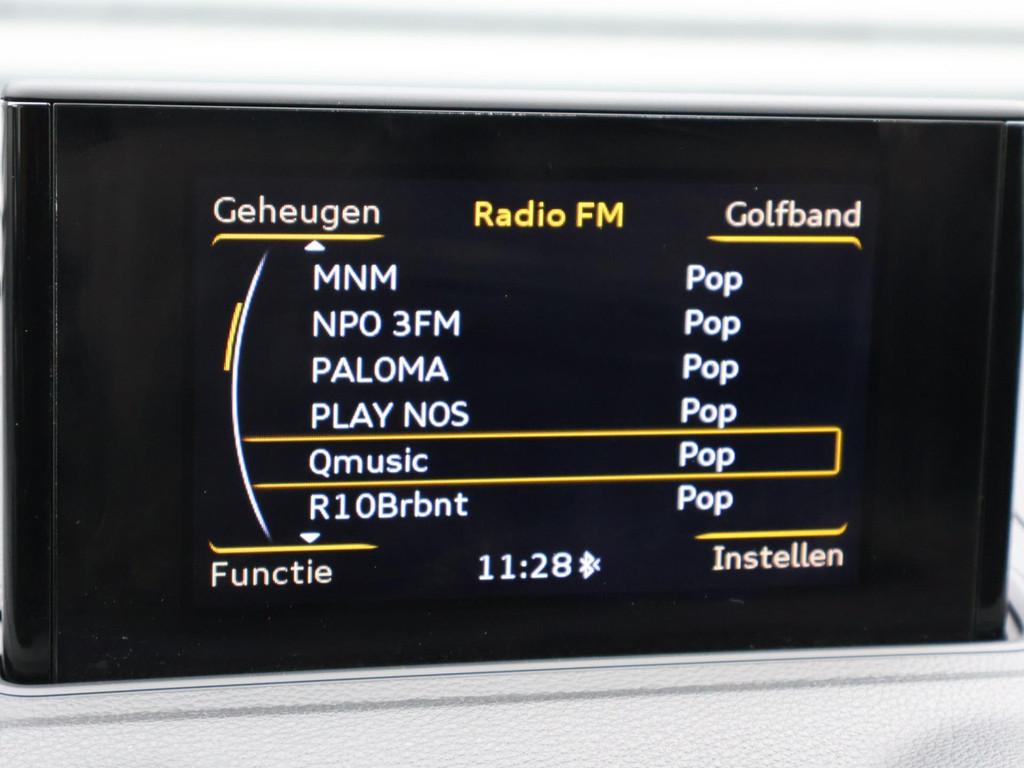 Geheugen Radio FM Golfband
MNM Pop
NPO 3FM Pop
PALOMA Pop
PLAY NOS Pop
Qmusic Pop
R10Brbnt Pop
Functie 11:28 Instellen